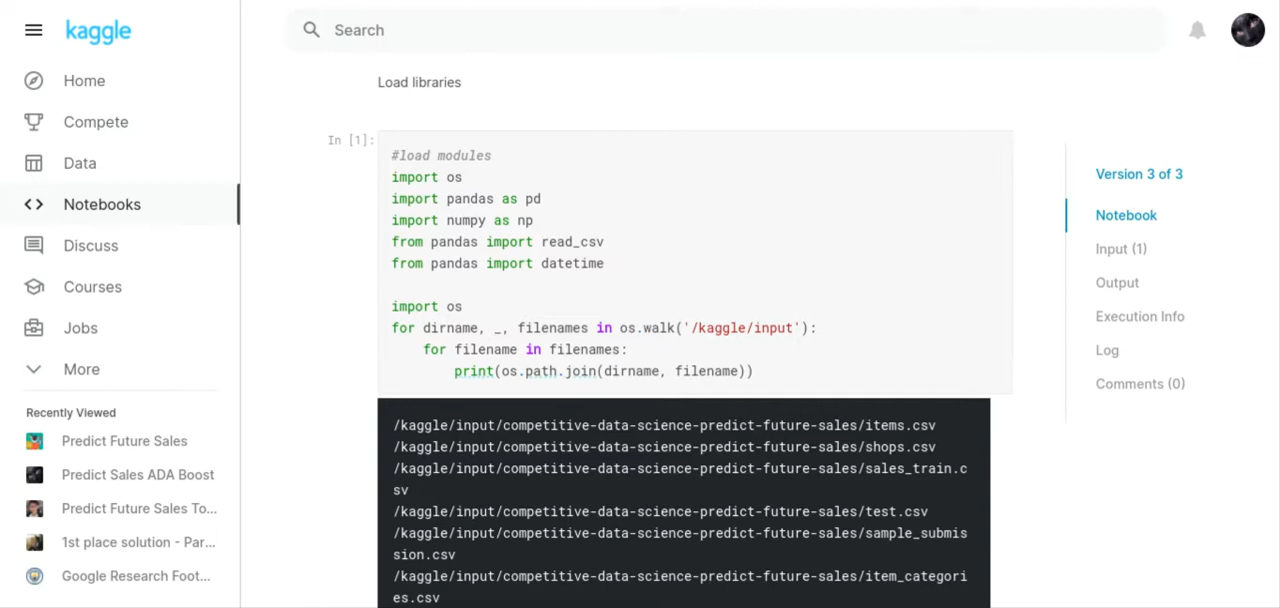 kaggle
Search
Home
Compete
Data
Notebooks
Discuss
Courses
Jobs
More
Recently Viewed
Predict Future Sales
Predict Sales ADA Boost
Predict Future Sales To...
1st place solution - Par...
Google Research Foot...
Load libraries
In [1]:
#load modules
import os
import pandas as pd
import numpy as np
from pandas import read_csv
from pandas import datetime
import os
for dirname, _, filenames in os.walk('/kaggle/input'):
    for filename in filenames:
        print(os.path.join(dirname, filename))
/kaggle/input/competitive-data-science-predict-future-sales/items.csv
/kaggle/input/competitive-data-science-predict-future-sales/shops.csv
/kaggle/input/competitive-data-science-predict-future-sales/sales_train.c
sv
/kaggle/input/competitive-data-science-predict-future-sales/test.csv
/kaggle/input/competitive-data-science-predict-future-sales/sample_submis
sion.csv
/kaggle/input/competitive-data-science-predict-future-sales/item_categori
es.csv
Version 3 of 3
Notebook
Input (1)
Output
Execution Info
Log
Comments (0)